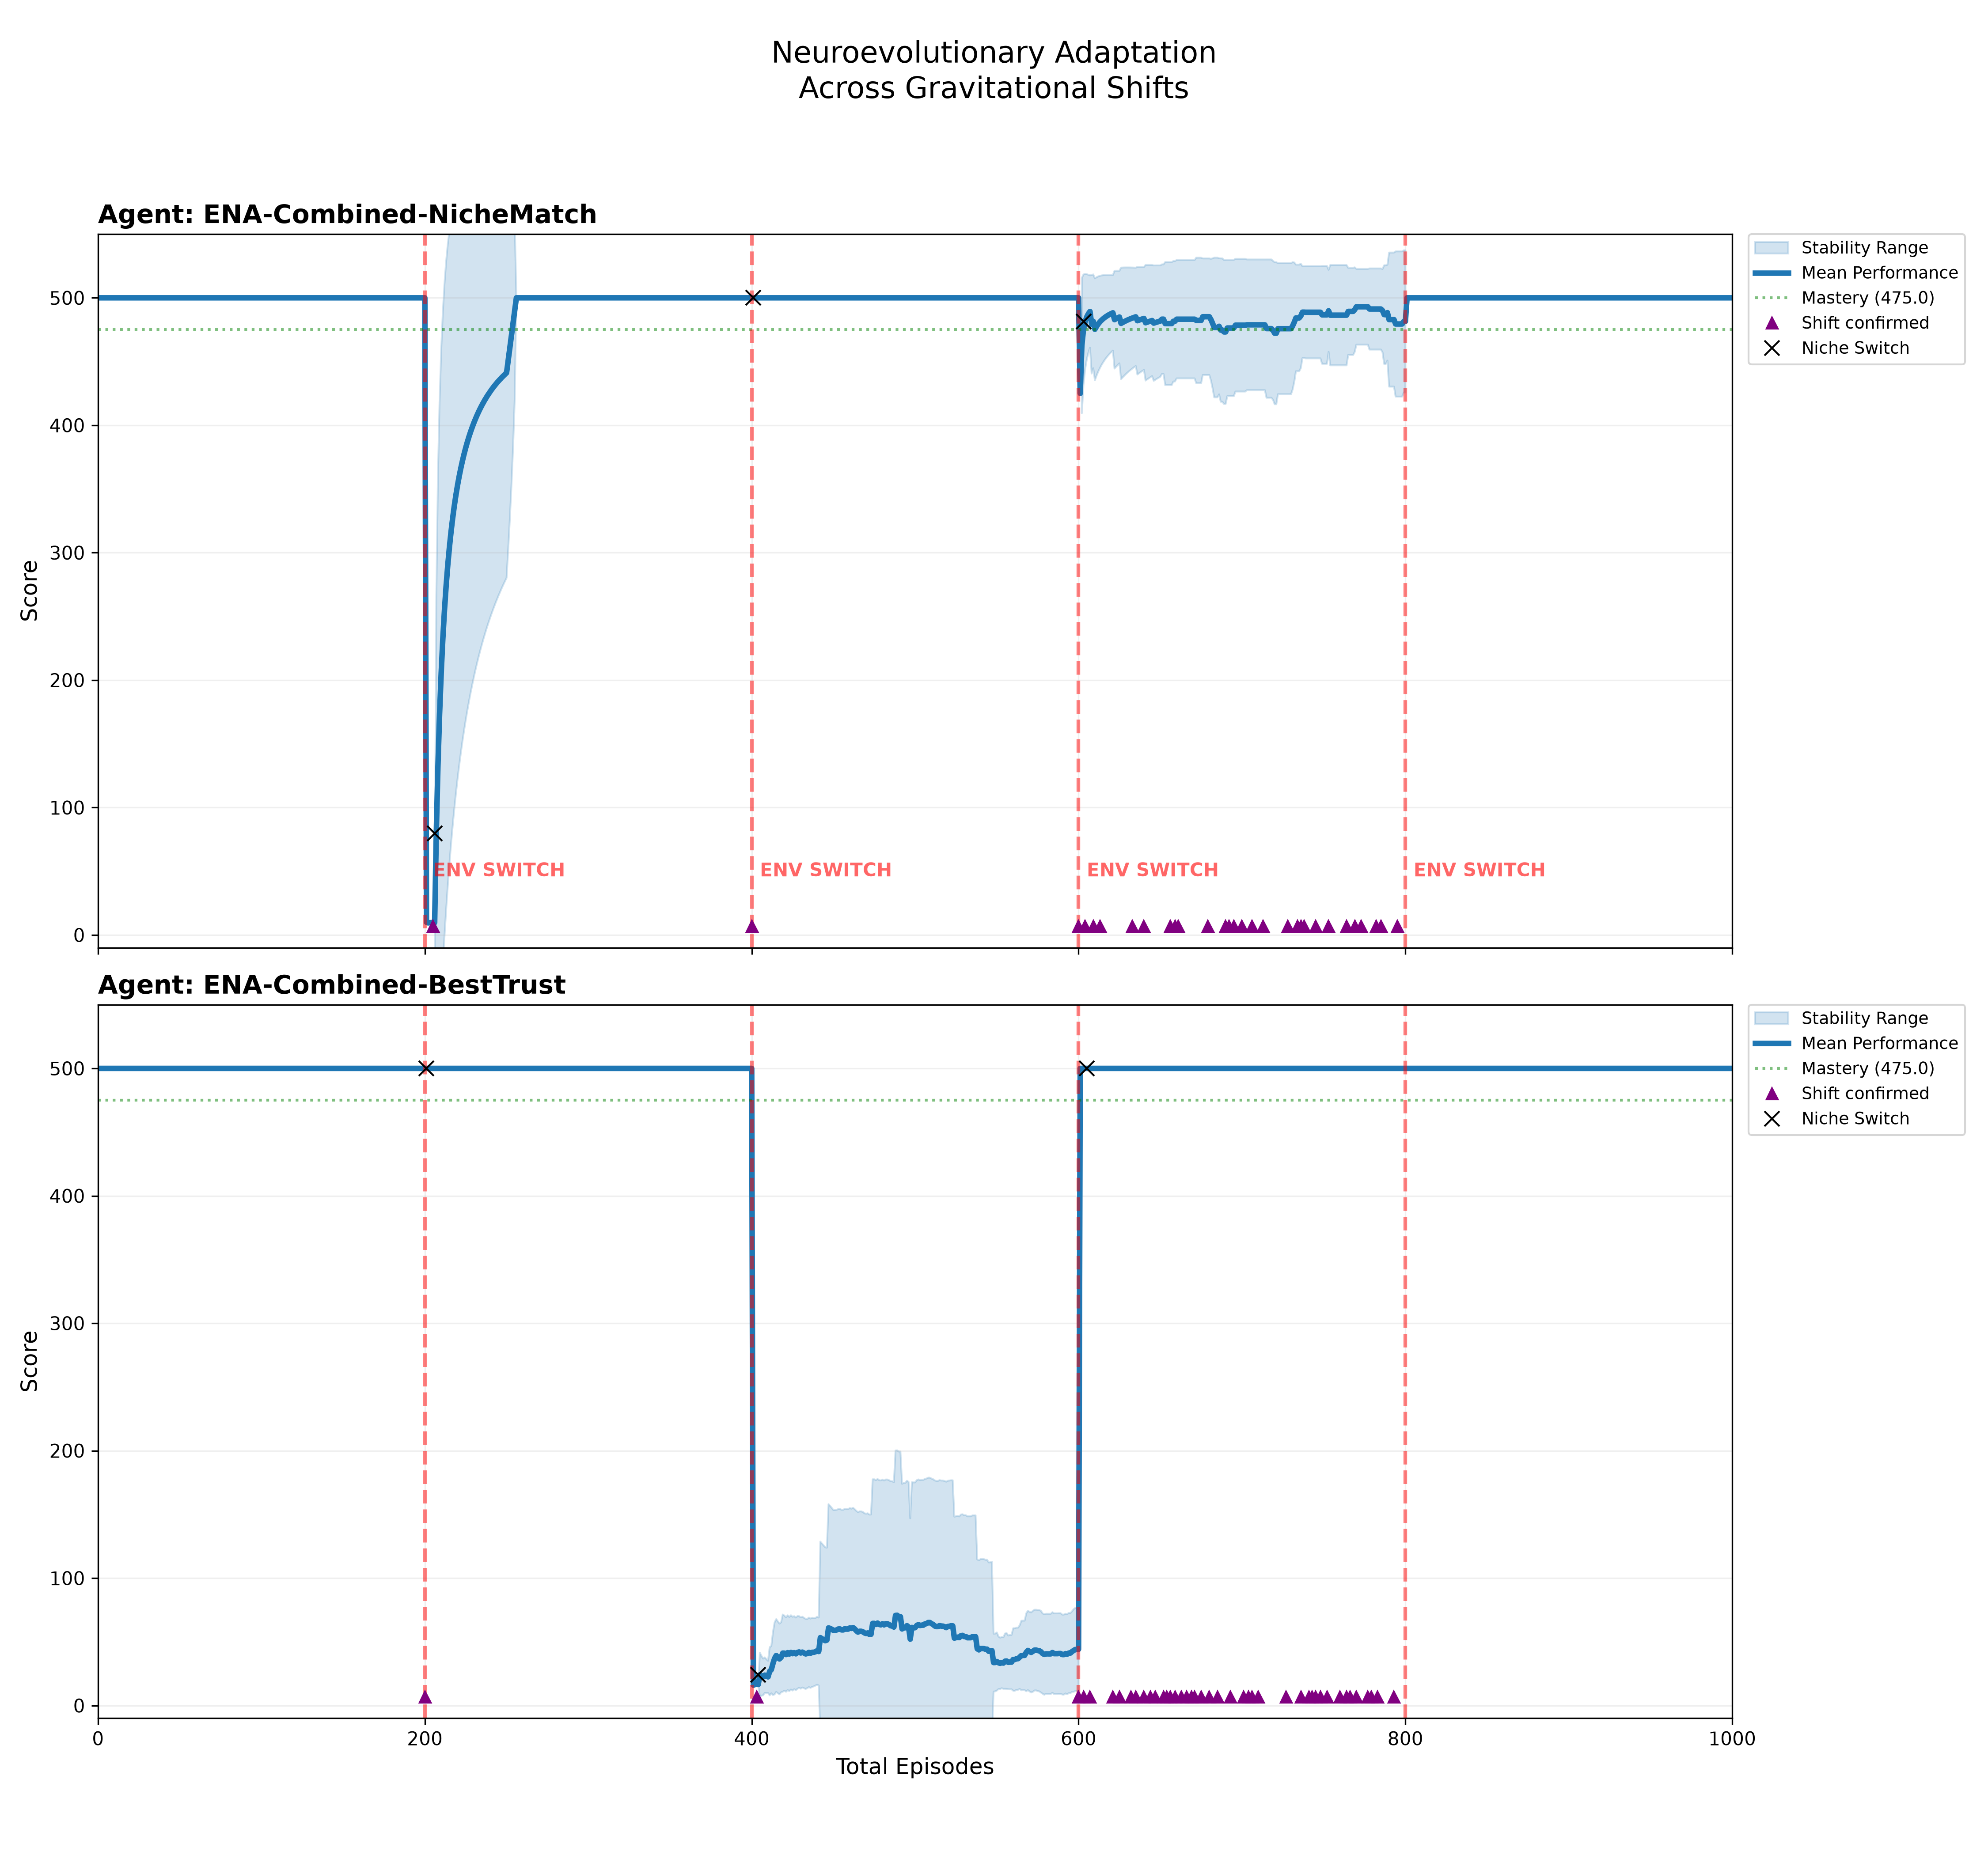 Neuroevolutionary Adaptation
Across Gravitational Shifts
Agent: ENA-Combined-NicheMatch
500
400
300
200
100
0
Score
ENV SWITCH
ENV SWITCH
ENV SWITCH
ENV SWITCH
Stability Range
Mean Performance
Mastery (475.0)
Shift confirmed
Niche Switch
Agent: ENA-Combined-BestTrust
500
400
300
200
100
0
Score
Stability Range
Mean Performance
Mastery (475.0)
Shift confirmed
Niche Switch
0
200
400
600
800
1000
Total Episodes